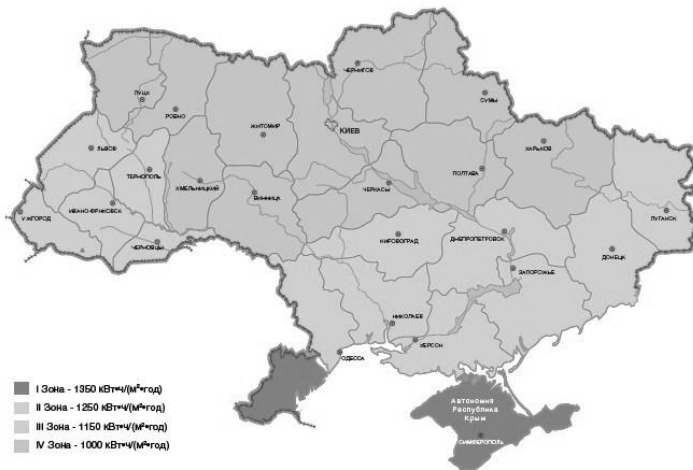 ЧЕРНИГОВ
ЛУЦК
РОВНО
СУМЫ
ЖИТОМИР
КИЕВ
ЛЬВОВ
ХАРЬКОВ
ТЕРНОПОЛЬ
ХМЕЛЬНИЦКИЙ
ПОЛТАВА
ВИННИЦА
ЧЕРКАССЫ
ИВАНО-ФРАНКОВСК
УЖГОРОД
ЛУГАНСК
ЧЕРНОВЦЫ
КИРОВОГРАД
ДНЕПРОПЕТРОВСК
ДОНЕЦК
ЗАПОРОЖЬЕ
НИКОЛАЕВ
ХЕРСОН
ОДЕССА
I Зона - 1350 кВт•ч/(м²•год)
II Зона - 1250 кВт•ч/(м²•год)
III Зона - 1150 кВт•ч/(м²•год)
IV Зона - 1000 кВт•ч/(м²•год)
Автономия
Республика
Крым
СИМФЕРОПОЛЬ